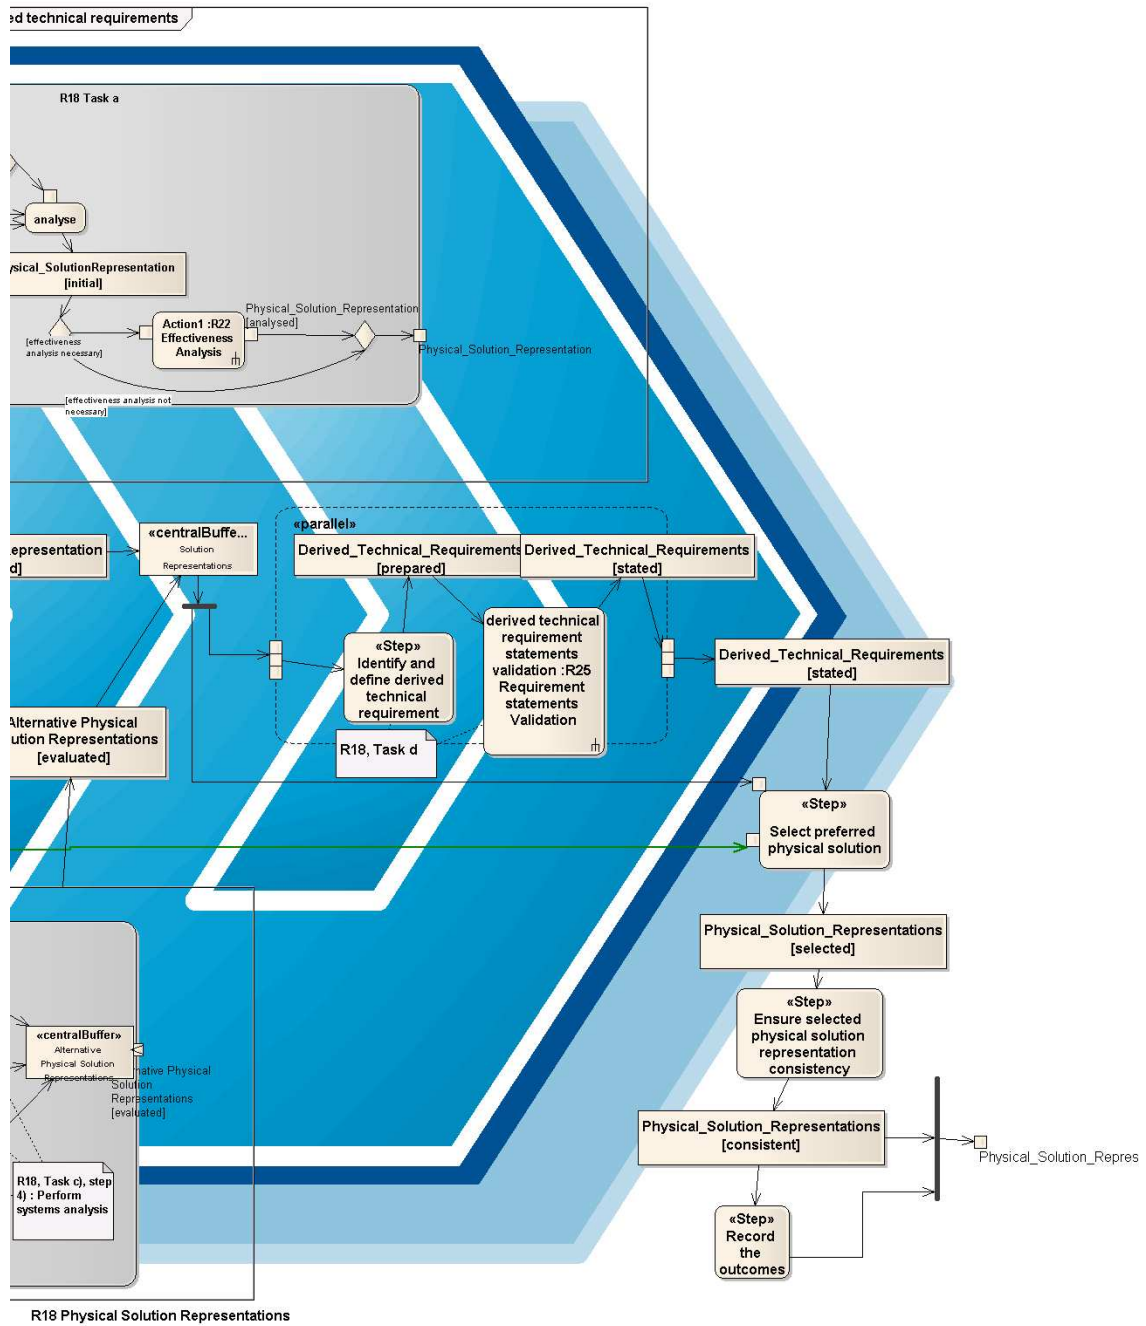 ed technical requirements
R18 Task a
analyse
ysical_SolutionRepresentation
[initial]
Physical_Solution_Representation
[analysed]
Action1 :R22
Effectiveness
Analysis
[effectiveness
analysis necessary]
Physical_Solution_Representation
[effectiveness analysis not
necessary]
«centralBuffe...
Solution
Representations
epresentation
d]
«parallel»
Derived_Technical_Requirements
[prepared]
Derived_Technical_Requirements
[stated]
«Step»
Identify and
define derived
technical
requirement
derived technical
requirement
statements
validation :R25
Requirement
statements
Validation
R18, Task d
Derived_Technical_Requirements
[stated]
Alternative Physical
ution Representations
[evaluated]
«Step»
Select preferred
physical solution
Physical_Solution_Representations
[selected]
«Step»
Ensure selected
physical solution
representation
consistency
«centralBuffer»
Alternative
Physical Solution
Representations
native Physical
Solution
Representations
[evaluated]
Physical_Solution_Representations
[consistent]
Physical_Solution_Repres
R18, Task c), step
4) : Perform
systems analysis
«Step»
Record
the
outcomes
R18 Physical Solution Representations